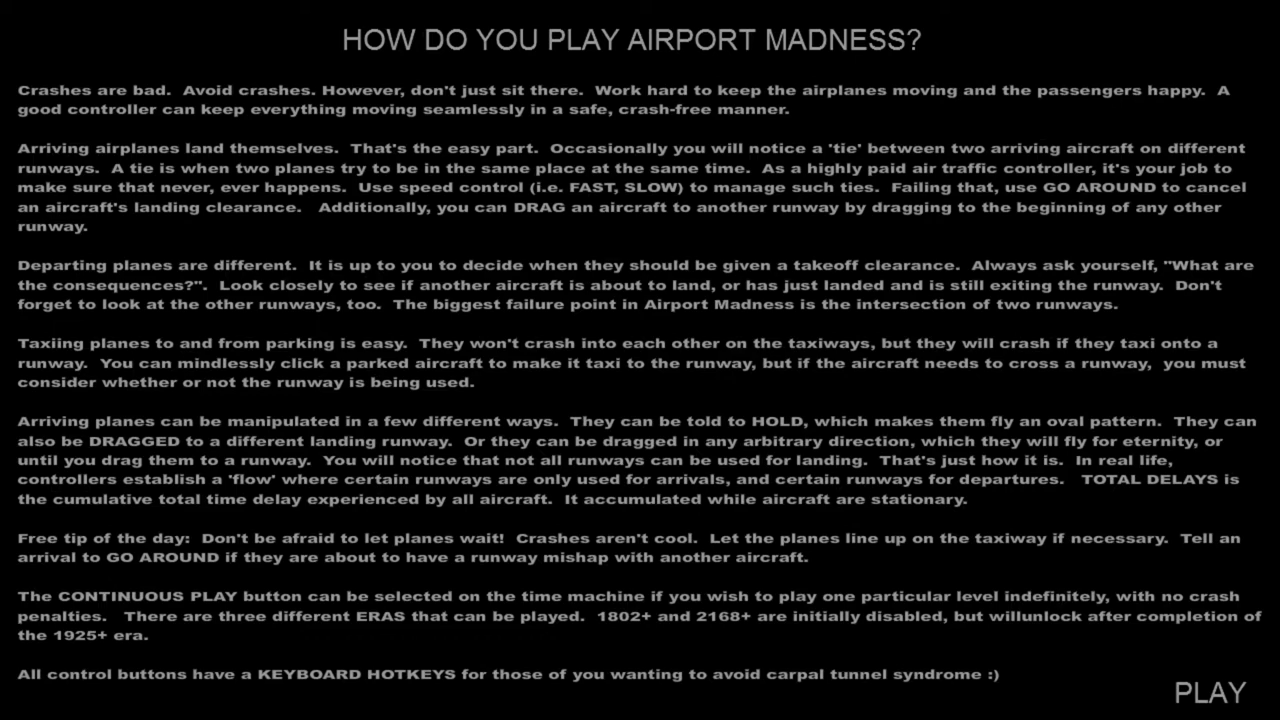 HOW DO YOU PLAY AIRPORT MADNESS?
Crashes are bad.  Avoid crashes. However, don't just sit there.  Work hard to keep the airplanes moving and the passengers happy.  A
good controller can keep everything moving seamlessly in a safe, crash-free manner.
Arriving airplanes land themselves.  That's the easy part.  Occasionally you will notice a 'tie' between two arriving aircraft on different
runways.  A tie is when two planes try to be in the same place at the same time.  As a highly paid air traffic controller, it's your job to
make sure that never, ever happens.  Use speed control (i.e. FAST, SLOW) to manage such ties.  Failing that, use GO AROUND to cancel
an aircraft's landing clearance.   Additionally, you can DRAG an aircraft to another runway by dragging to the beginning of any other
runway.
Departing planes are different.  It is up to you to decide when they should be given a takeoff clearance.  Always ask yourself, "What are
the consequences?".  Look closely to see if another aircraft is about to land, or has just landed and is still exiting the runway.  Don't
forget to look at the other runways, too.  The biggest failure point in Airport Madness is the intersection of two runways.
Taxiing planes to and from parking is easy.  They won't crash into each other on the taxiways, but they will crash if they taxi onto a
runway.  You can mindlessly click a parked aircraft to make it taxi to the runway, but if the aircraft needs to cross a runway,  you must
consider whether or not the runway is being used.
Arriving planes can be manipulated in a few different ways.  They can be told to HOLD, which makes them fly an oval pattern.  They can
also be DRAGGED to a different landing runway.  Or they can be dragged in any arbitrary direction, which they will fly for eternity, or
until you drag them to a runway.  You will notice that not all runways can be used for landing.  That's just how it is.  In real life,
controllers establish a 'flow' where certain runways are only used for arrivals, and certain runways for departures.   TOTAL DELAYS is
the cumulative total time delay experienced by all aircraft.  It accumulated while aircraft are stationary.
Free tip of the day:  Don't be afraid to let planes wait!  Crashes aren't cool.  Let the planes line up on the taxiway if necessary.  Tell an
arrival to GO AROUND if they are about to have a runway mishap with another aircraft.
The CONTINUOUS PLAY button can be selected on the time machine if you wish to play one particular level indefinitely, with no crash
penalties.   There are three different ERAS that can be played.  1802+ and 2168+ are initially disabled, but willunlock after completion of
the 1925+ era.
All control buttons have a KEYBOARD HOTKEYS for those of you wanting to avoid carpal tunnel syndrome :)
PLAY